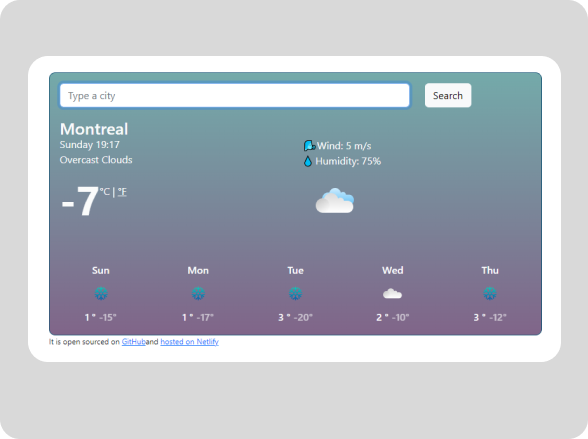 Type a city
Search
Montreal
Sunday 19:17
Overcast Clouds
Wind: 5 m/s
Humidity: 75%
-7 °C | °F
Sun Mon Tue Wed Thu
1 ° -15° 1 ° -17° 3 ° -20° 2 ° -10° 3 ° -12°
It is open sourced on GitHuband hosted on Netlify